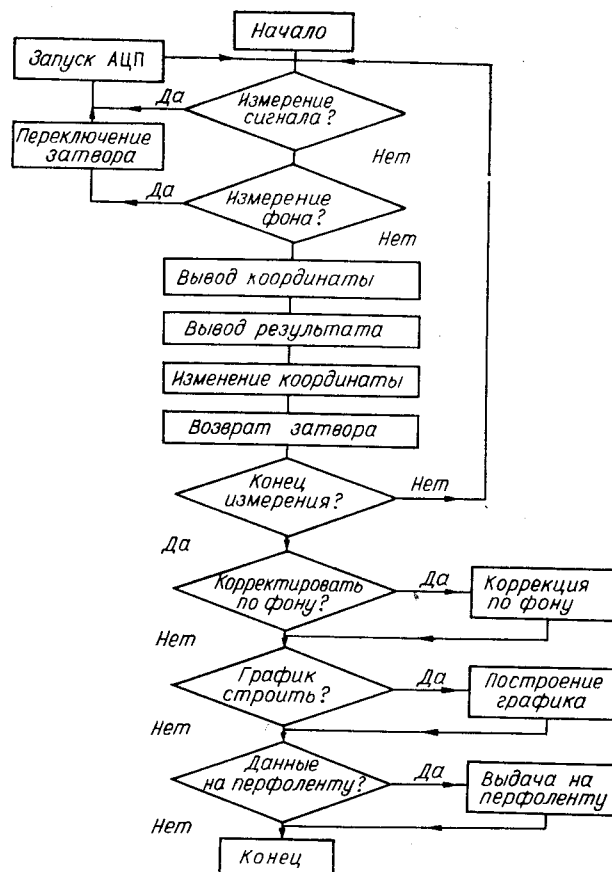 Начало
Запуск АЦП
Да
Измерение
сигнала?
Переключение
затвора
Нет
Да
Измерение
фона?
Нет
Вывод координаты
Вывод результата
Изменение координаты
Возврат затвора
Конец
измерения?
Нет
Да
Корректировать
по фону?
Да
Коррекция
по фону
Нет
График
строить?
Да
Построение
графика
Нет
Данные
на перфоленту?
Да
Выдача на
перфоленту
Нет
Конец